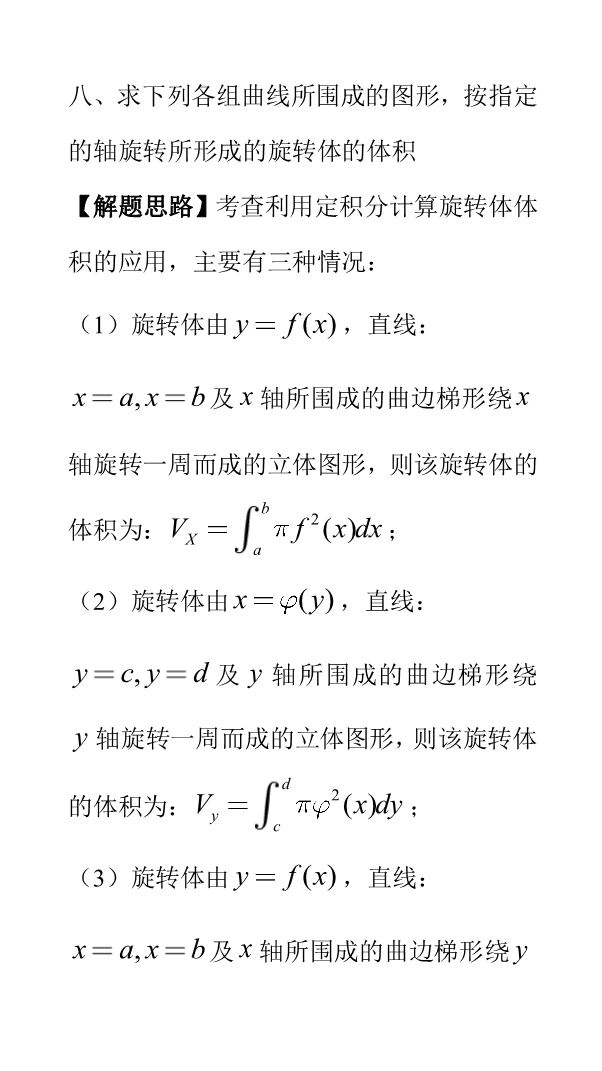 八、求下列各组曲线所围成的图形，按指定
的轴旋转所形成的旋转体的体积
【解题思路】考查利用定积分计算旋转体体
积的应用，主要有三种情况：
（1）旋转体由 y = f(x)，直线：
x = a, x = b 及 x 轴所围成的曲边梯形绕 x
轴旋转一周而成的立体图形，则该旋转体的
体积为：V_X = ∫_a^b π f²(x)dx；
（2）旋转体由 x = φ(y)，直线：
y = c, y = d 及 y 轴所围成的曲边梯形绕
y 轴旋转一周而成的立体图形，则该旋转体
的体积为：V_y = ∫_c^d πφ²(x)dy；
（3）旋转体由 y = f(x)，直线：
x = a, x = b 及 x 轴所围成的曲边梯形绕 y